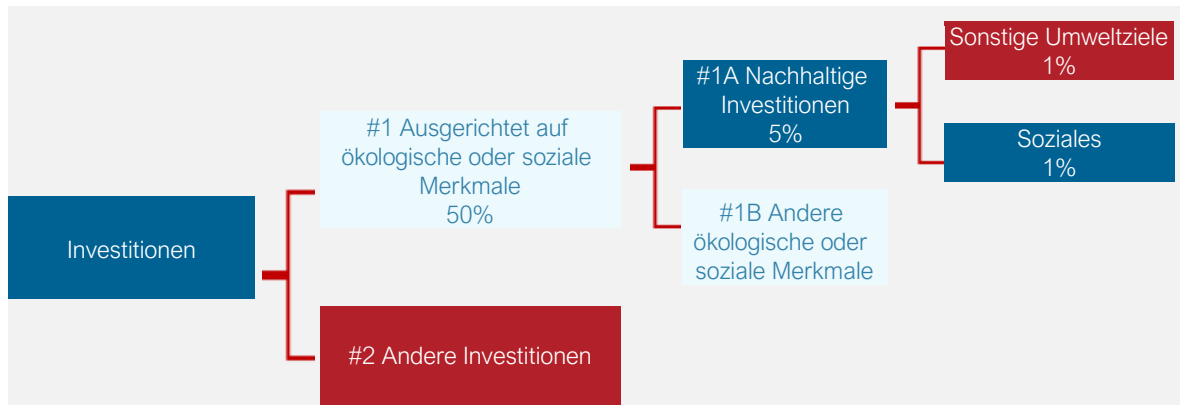 Investitionen
#1 Ausgerichtet auf
ökologische oder soziale
Merkmale
50%
#2 Andere Investitionen
#1A Nachhaltige
Investitionen
5%
#1B Andere
ökologische oder
soziale Merkmale
Sonstige Umweltziele
1%
Soziales
1%